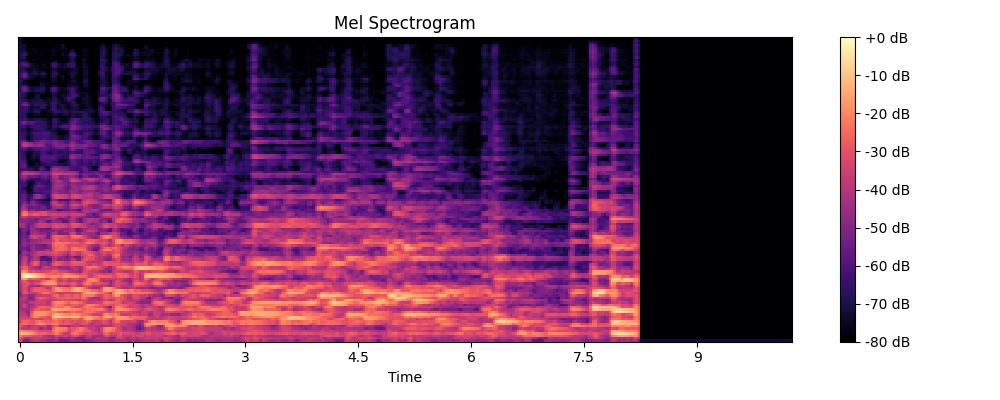 Mel Spectrogram
+0 dB
-10 dB
-20 dB
-30 dB
-40 dB
-50 dB
-60 dB
-70 dB
-80 dB
0 1.5 3 4.5 6 7.5 9
Time